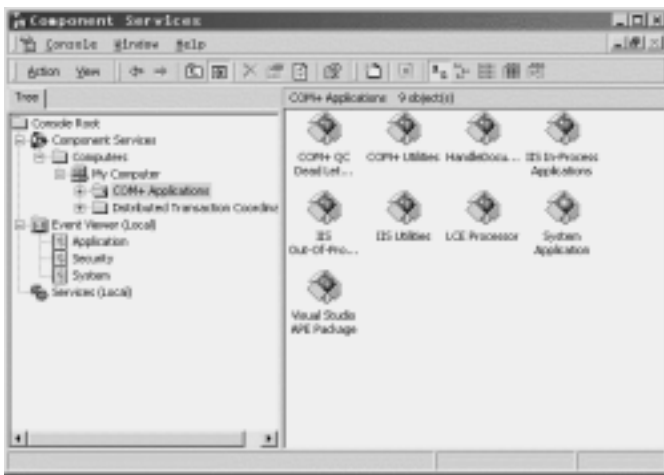 Component Services
Console Window Help
Action View
Tree
COM+ Applications 9 object(s)
Console Root
Component Services
Computers
My Computer
COM+ Applications
Distributed Transaction Coordina
Event Viewer (Local)
Application
Security
System
Services (Local)
COM+ QC Dead Let...
COM+ Utilities
HandleDocu...
IIS In-Process Applications
IIS Out-Of-Pro...
IIS Utilities
LCE Processor
System Application
Visual Studio APE Package